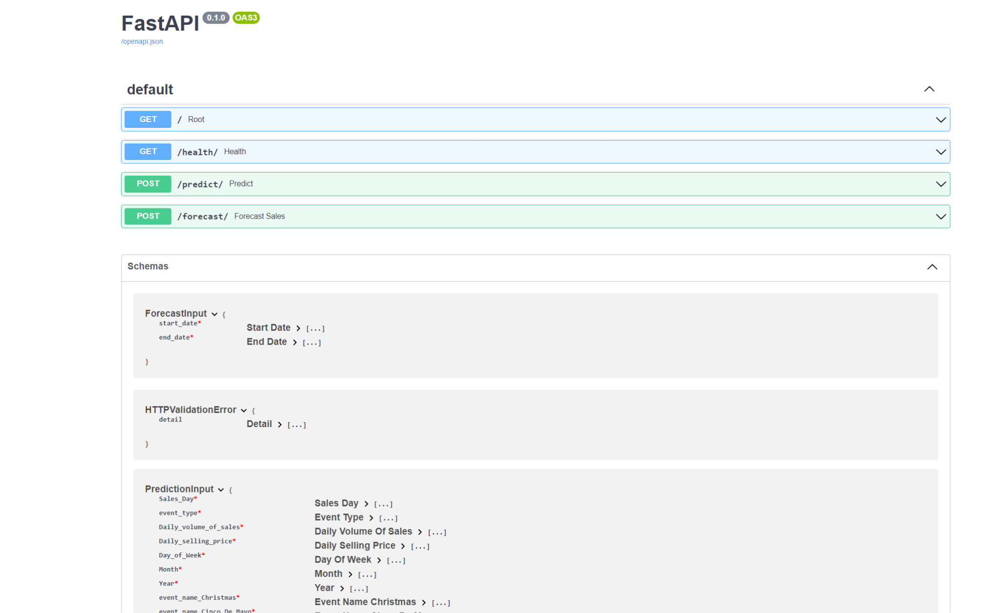 FastAPI 0.1.0 OAS3
/openapi.json
default
GET / Root
GET /health/ Health
POST /predict/ Predict
POST /forecast/ Forecast Sales
Schemas
ForecastInput {
start_date* Start Date > [...]
end_date* End Date > [...]
}
HTTPValidationError {
detail Detail > [...]
}
PredictionInput {
Sales_Day* Sales Day > [...]
event_type* Event Type > [...]
Daily_volume_of_sales* Daily Volume Of Sales > [...]
Daily_selling_price* Daily Selling Price > [...]
Day_of_Week* Day Of Week > [...]
Month* Month > [...]
Year* Year > [...]
event_name_Christmas* Event Name Christmas > [...]
event_name_Cinco_De_Mayo*